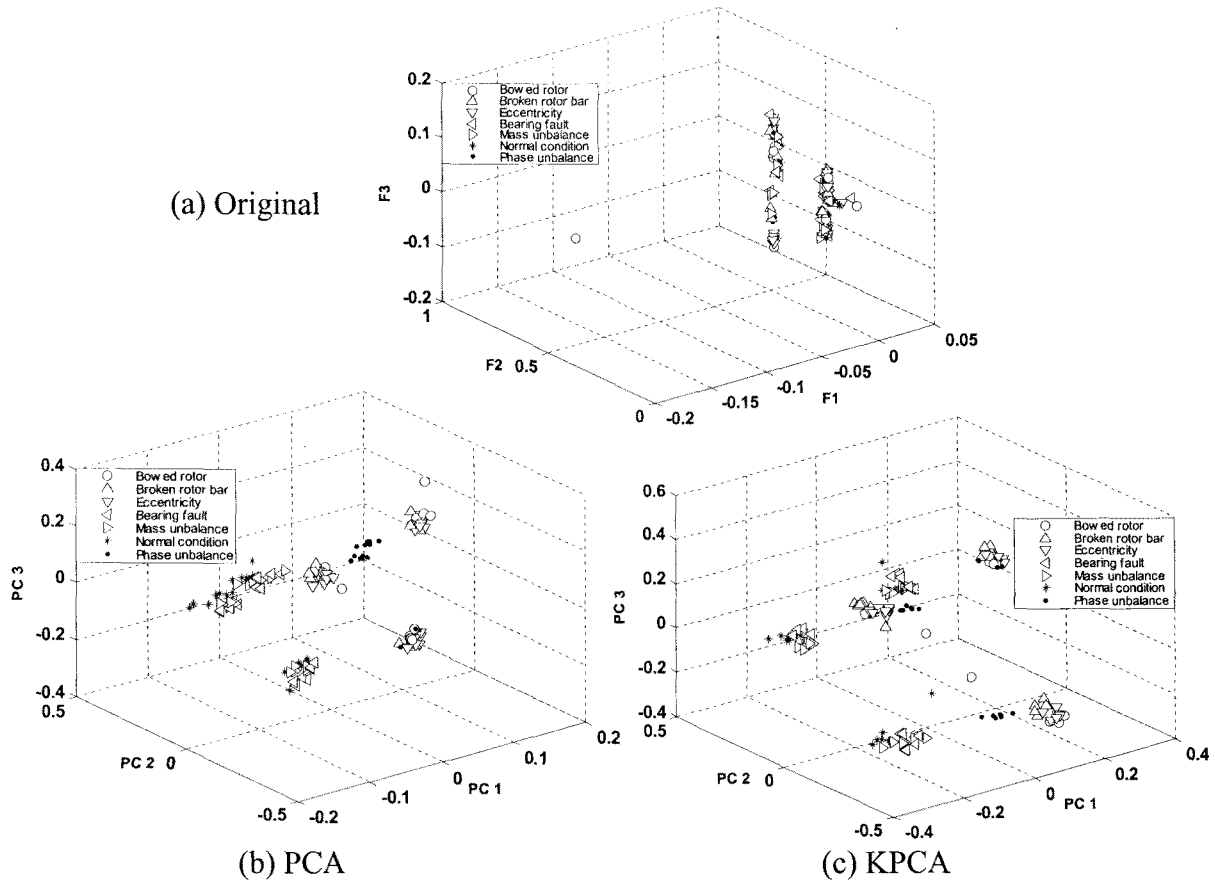 (a) Original
0.2
0.1
0
-0.1
-0.2
F3
Bowed rotor
Broken rotor bar
Eccentricity
Bearing fault
Mass unbalance
Normal condition
Phase unbalance
1
F2 0.5
0
-0.2
-0.15
-0.1
-0.05
0
0.05
F1
0.4
0.2
0
-0.2
-0.4
PC 3
Bowed rotor
Broken rotor bar
Eccentricity
Bearing fault
Mass unbalance
Normal condition
Phase unbalance
0.5
PC 2 0
-0.5
-0.2
-0.1
0
0.1
0.2
PC 1
(b) PCA
0.6
0.4
0.2
0
-0.2
-0.4
PC 3
Bowed rotor
Broken rotor bar
Eccentricity
Bearing fault
Mass unbalance
Normal condition
Phase unbalance
0.5
PC 2 0
-0.5
-0.4
-0.2
0
0.2
0.4
PC 1
(c) KPCA